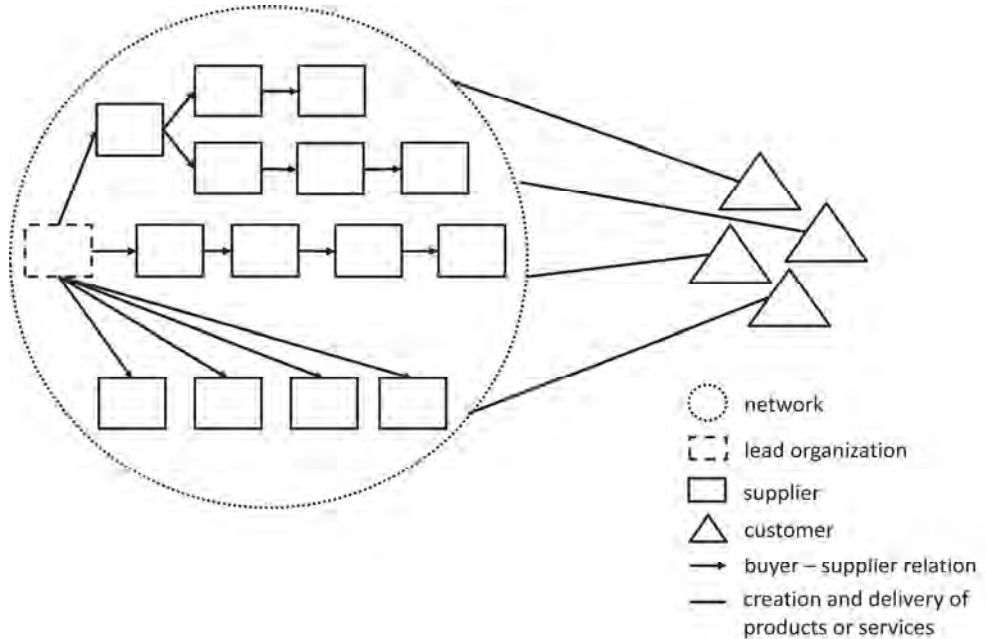 network
lead organization
supplier
customer
buyer – supplier relation
creation and delivery of
products or services